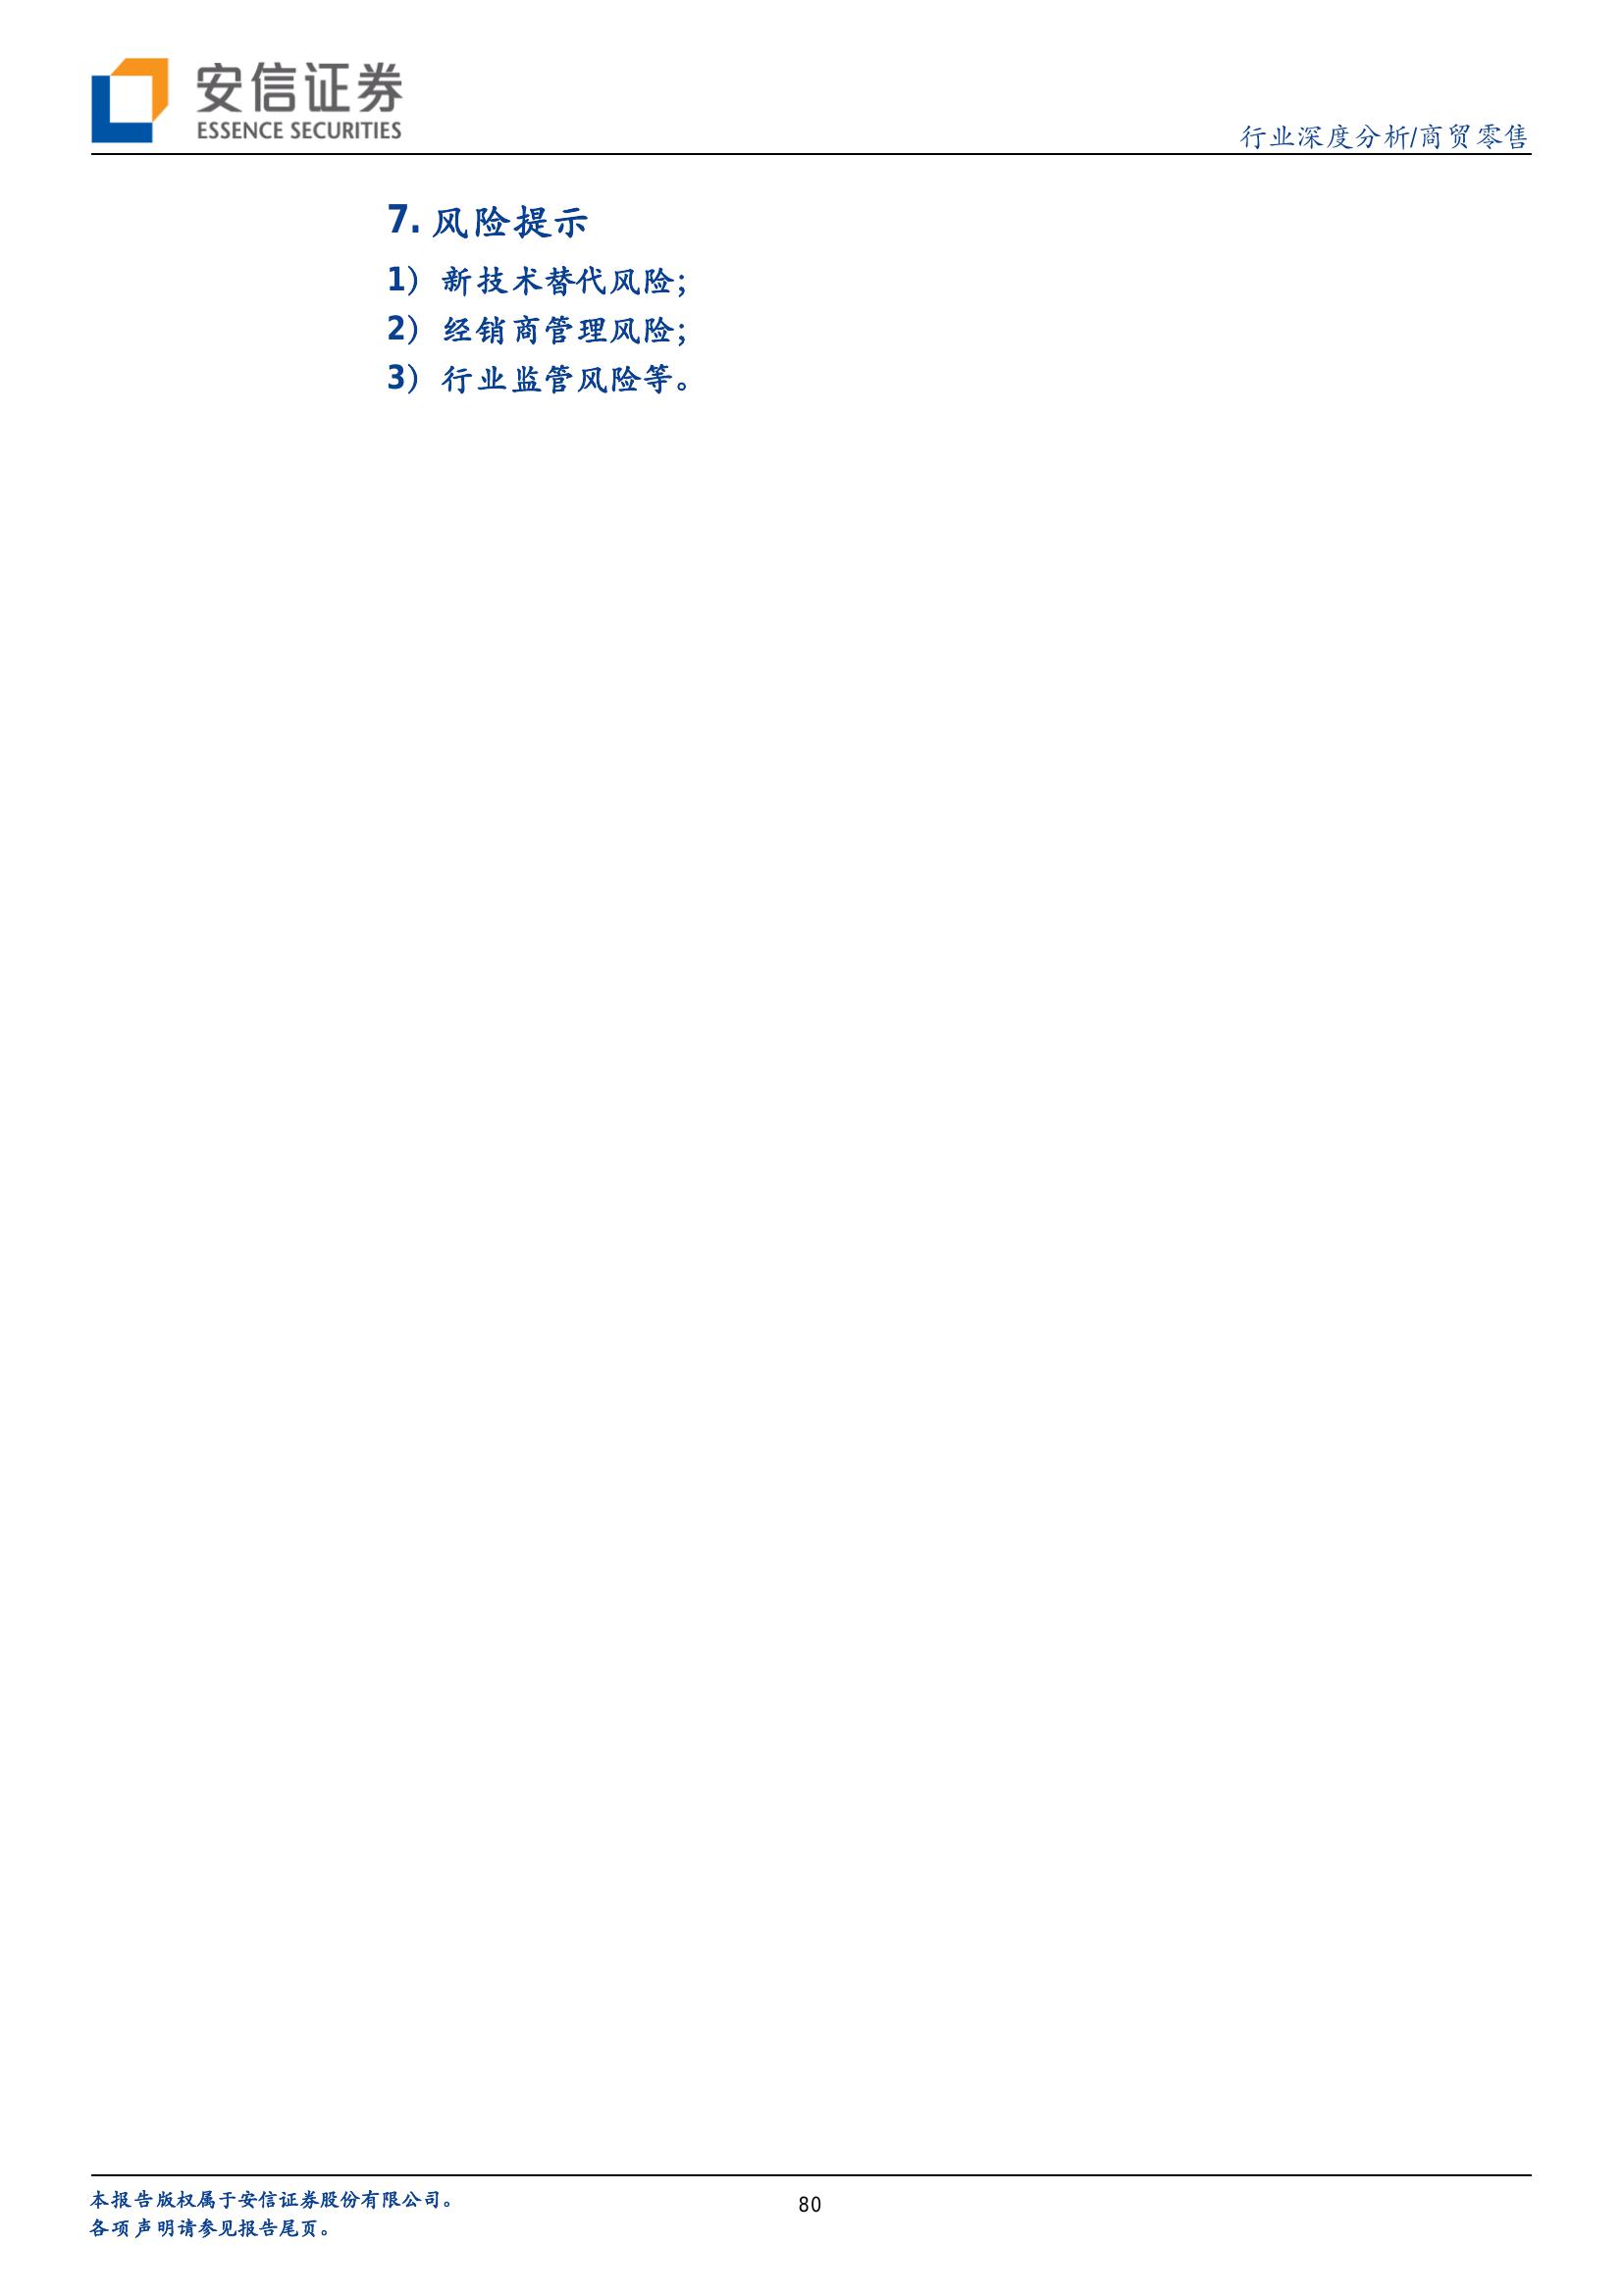 安信证券
ESSENCE SECURITIES
行业深度分析/商贸零售
7. 风险提示
1）新技术替代风险；
2）经销商管理风险；
3）行业监管风险等。
本报告版权属于安信证券股份有限公司。
各项声明请参见报告尾页。
80